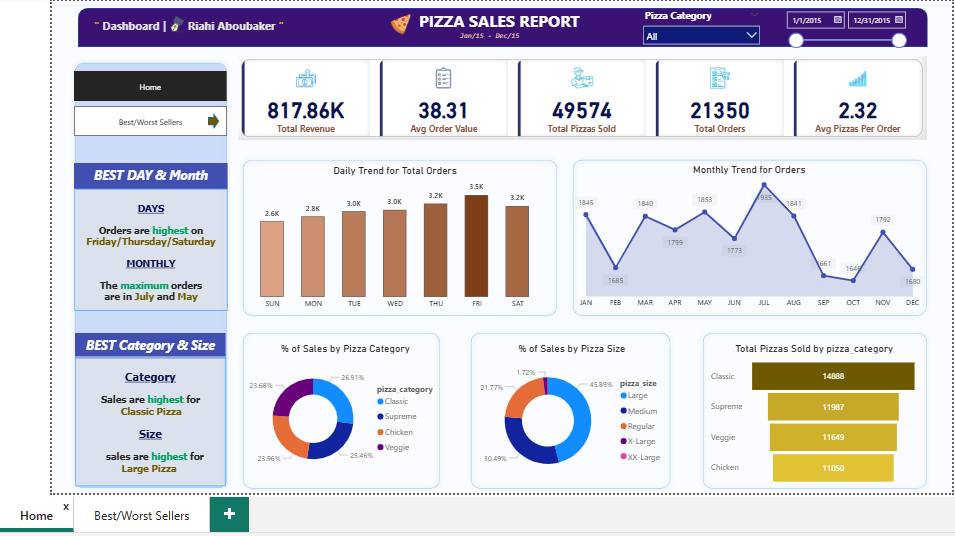 " Dashboard | Riahi Aboubaker "
PIZZA SALES REPORT
Jan/15 - Dec/15
Pizza Category
All
1/1/2015
12/31/2015
Home
Best/Worst Sellers
BEST DAY & Month
DAYS
Orders are highest on
Friday/Thursday/Saturday
MONTHLY
The maximum orders
are in July and May
BEST Category & Size
Category
Sales are highest for
Classic Pizza
Size
sales are highest for
Large Pizza
817.86K
Total Revenue
38.31
Avg Order Value
49574
Total Pizzas Sold
21350
Total Orders
2.32
Avg Pizzas Per Order
Daily Trend for Total Orders
2.6K
2.8K
3.0K
3.0K
3.2K
3.5K
3.2K
SUN MON TUE WED THU FRI SAT
Monthly Trend for Orders
1845
1685
1840
1799
1853
1773
1935
1841
1661
1646
1792
1680
JAN FEB MAR APR MAY JUN JUL AUG SEP OCT NOV DEC
% of Sales by Pizza Category
26.91%
25.46%
23.96%
23.68%
pizza_category
Classic
Supreme
Chicken
Veggie
% of Sales by Pizza Size
1.72%
45.89%
30.49%
21.77%
pizza_size
Large
Medium
Regular
X-Large
XX-Large
Total Pizzas Sold by pizza_category
Classic 14888
Supreme 11987
Veggie 11649
Chicken 11050
Home x
Best/Worst Sellers
+